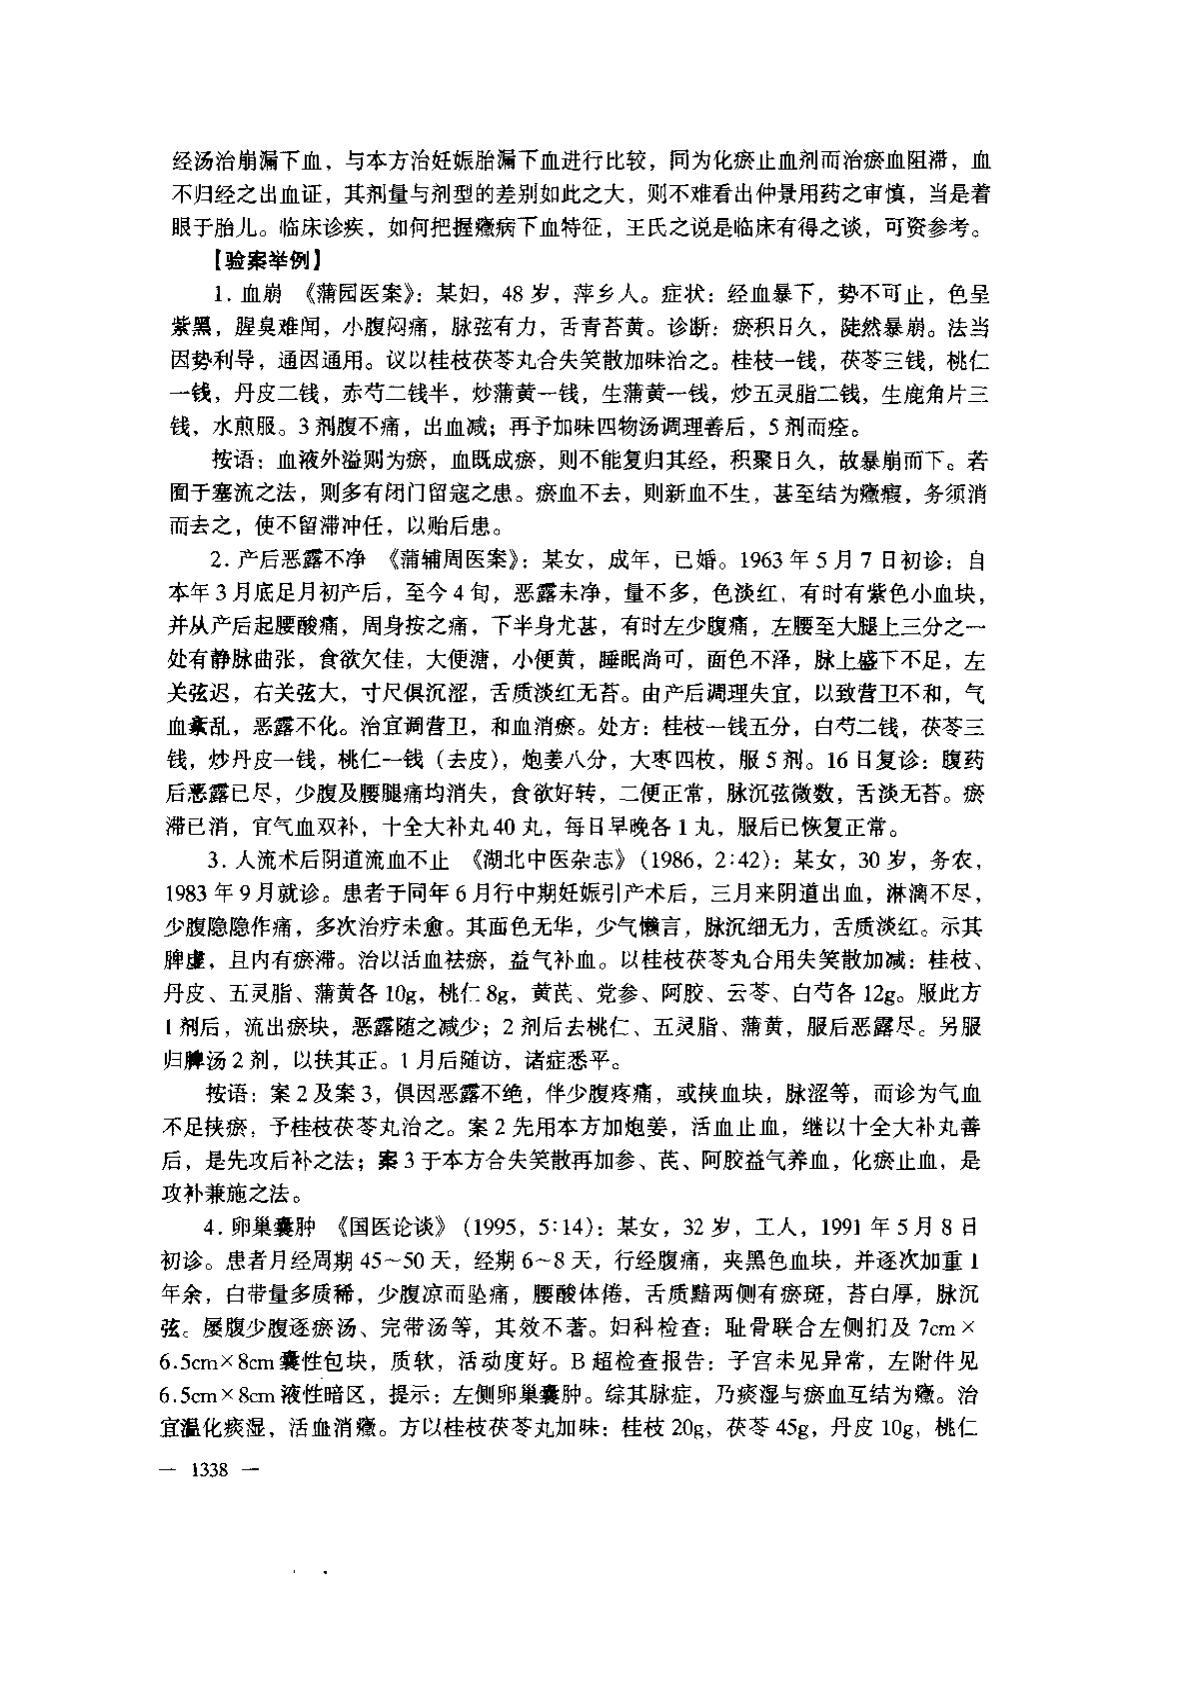 经汤治崩漏下血，与本方治妊娠胎漏下血进行比较，同为化瘀止血剂而治瘀血阻滞，血
不归经之出血证，其剂量与剂型的差别如此之大，则不难看出仲景用药之审慎，当是着
眼于胎儿。临床诊疾，如何把握癥病下血特征，王氏之说是临床有得之谈，可资参考。
【验案举例】
1. 血崩 《蒲园医案》：某妇，48 岁，萍乡人。症状：经血暴下，势不可止，色呈
紫黑，腥臭难闻，小腹闷痛，脉弦有力，舌青苔黄。诊断：瘀积日久，陡然暴崩。法当
因势利导，通因通用。议以桂枝茯苓丸合失笑散加味治之。桂枝一钱，茯苓三钱，桃仁
一钱，丹皮二钱，赤芍二钱半，炒蒲黄一钱，生蒲黄一钱，炒五灵脂二钱，生鹿角片三
钱，水煎服。3 剂腹不痛，出血减；再予加味四物汤调理善后，5 剂而痊。
按语：血液外溢则为瘀，血既成瘀，则不能复归其经，积聚日久，故暴崩而下。若
囿于塞流之法，则多有闭门留寇之患。瘀血不去，则新血不生，甚至结为癥瘕，务须消
而去之，使不留滞冲任，以贻后患。
2. 产后恶露不净 《蒲辅周医案》：某女，成年，已婚。1963 年 5 月 7 日初诊：自
本年 3 月底足月初产后，至今 4 旬，恶露未净，量不多，色淡红，有时有紫色小血块，
并从产后起腰酸痛，周身按之痛，下半身尤甚，有时左少腹痛，左腰至大腿上三分之一
处有静脉曲张，食欲欠佳，大便溏，小便黄，睡眠尚可，面色不泽，脉上盛下不足，左
关弦迟，右关弦大，寸尺俱沉涩，舌质淡红无苔。由产后调理失宜，以致营卫不和，气
血紊乱，恶露不化。治宜调营卫，和血消瘀。处方：桂枝一钱五分，白芍二钱，茯苓三
钱，炒丹皮一钱，桃仁一钱（去皮），炮姜八分，大枣四枚，服 5 剂。16 日复诊：腹药
后恶露已尽，少腹及腰腿痛均消失，食欲好转，二便正常，脉沉弦微数，舌淡无苔。瘀
滞已消，宜气血双补，十全大补丸 40 丸，每日早晚各 1 丸，服后已恢复正常。
3. 人流术后阴道流血不止 《湖北中医杂志》（1986，2:42）：某女，30 岁，务农，
1983 年 9 月就诊。患者于同年 6 月行中期妊娠引产术后，三月来阴道出血，淋漓不尽，
少腹隐隐作痛，多次治疗未愈。其面色无华，少气懒言，脉沉细无力，舌质淡红。示其
脾虚，且内有瘀滞。治以活血祛瘀，益气补血。以桂枝茯苓丸合用失笑散加减：桂枝、
丹皮、五灵脂、蒲黄各 10g，桃仁 8g，黄芪、党参、阿胶、云苓、白芍各 12g。服此方
1 剂后，流出瘀块，恶露随之减少；2 剂后去桃仁、五灵脂、蒲黄，服后恶露尽。另服
归脾汤 2 剂，以扶其正。1 月后随访，诸症悉平。
按语：案 2 及案 3，俱因恶露不绝，伴少腹疼痛，或挟血块，脉涩等，而诊为气血
不足挟瘀，予桂枝茯苓丸治之。案 2 先用本方加炮姜，活血止血，继以十全大补丸善
后，是先攻后补之法；案 3 于本方合失笑散再加参、芪、阿胶益气养血，化瘀止血，是
攻补兼施之法。
4. 卵巢囊肿 《国医论谈》（1995，5:14）：某女，32 岁，工人，1991 年 5 月 8 日
初诊。患者月经周期 45～50 天，经期 6～8 天，行经腹痛，夹黑色血块，并逐次加重 1
年余，白带量多质稀，少腹凉而坠痛，腰酸体倦，舌质黯两侧有瘀斑，苔白厚，脉沉
弦。屡腹少腹逐瘀汤、完带汤等，其效不著。妇科检查：耻骨联合左侧扪及 7cm×
6.5cm×8cm 囊性包块，质软，活动度好。B 超检查报告：子宫未见异常，左附件见
6.5cm×8cm 液性暗区，提示：左侧卵巢囊肿。综其脉症，乃痰湿与瘀血互结为癥。治
宜温化痰湿，活血消癥。方以桂枝茯苓丸加味：桂枝 20g，茯苓 45g，丹皮 10g，桃仁
— 1338 —